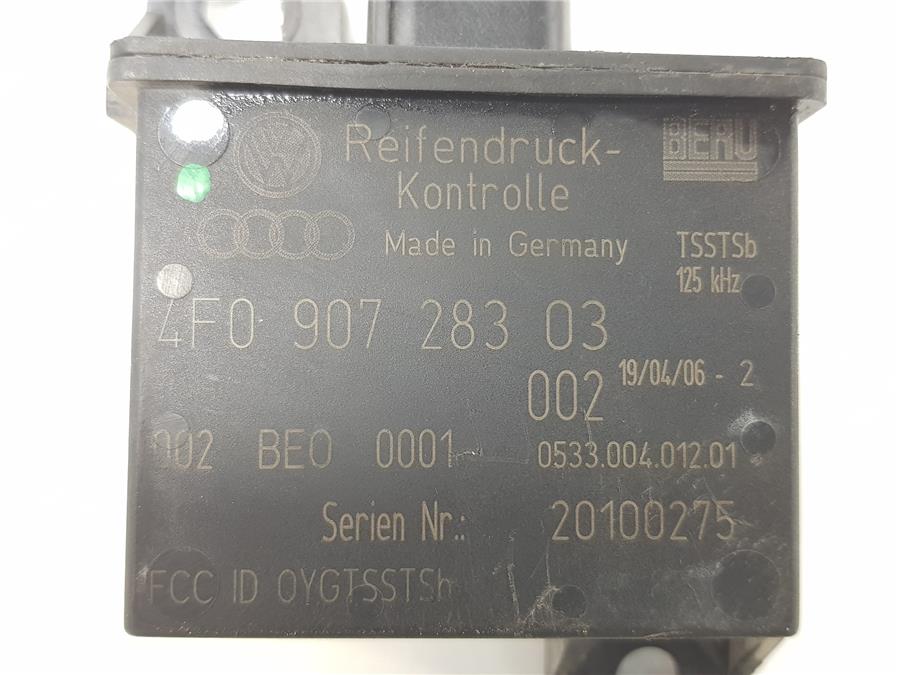 Reifendruck-
Kontrolle
BERU
Made in Germany
TSSTSb
125 kHz
4F0 907 283 03
002 19/04/06 - 2
002 BEO 0001 0533.004.012.01
Serien Nr.: 20100275
FCC ID OYGTSSTSb